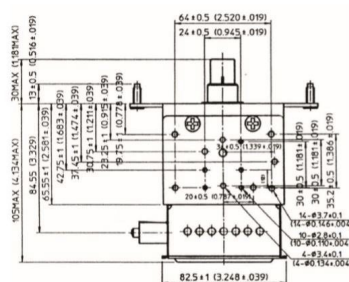 64±0.5 (2.520±.019)
24±0.5 (0.945±.019)
30MAX (1.181MAX)
13±0.5 (0.516±.019)
105MAX (4.134MAX)
84.55 (3.329)
65.55±1 (2.581±.039)
42.75±1 (1.683±.039)
37.45±1 (1.474±.039)
30.75±1 (1.211±.039)
23.25±1 (0.915±.039)
19.75±1 (0.778±.039)
34±0.5 (1.339±.019)
20±0.5 (0.787±.019)
30±0.5 (1.181±.019)
30±0.5 (1.181±.019)
35.2±0.5 (1.386±.019)
14-Ø3.7±0.1
(14-Ø0.146±.004)
10-Ø2.8±0.1
(10-Ø0.110±.004)
4-Ø3.4±0.1
(4-Ø0.134±.004)
82.5±1 (3.248±.039)